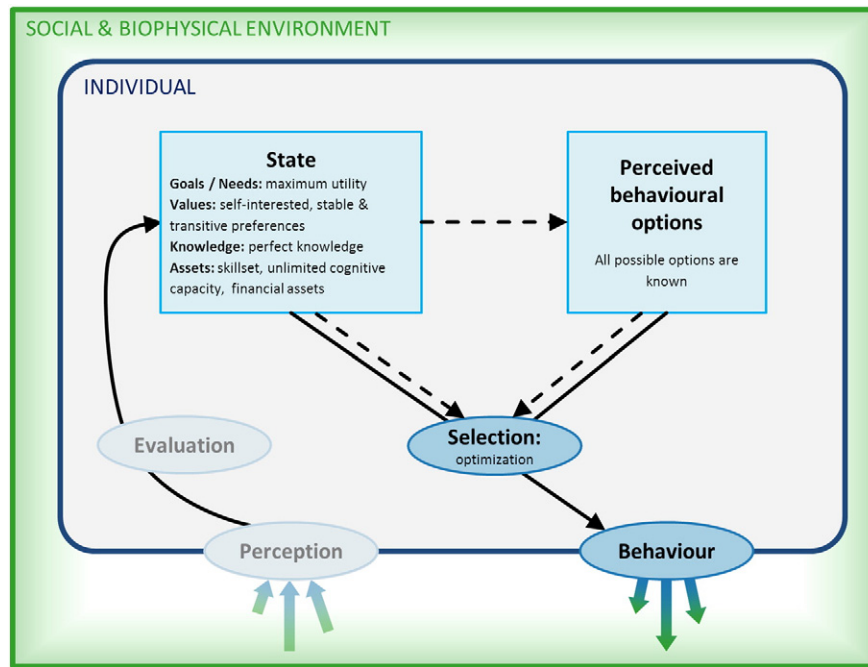 SOCIAL & BIOPHYSICAL ENVIRONMENT
INDIVIDUAL
State
Goals / Needs: maximum utility
Values: self-interested, stable &
transitive preferences
Knowledge: perfect knowledge
Assets: skillset, unlimited cognitive
capacity, financial assets
Perceived
behavioural
options
All possible options are
known
Evaluation
Selection:
optimization
Perception
Behaviour